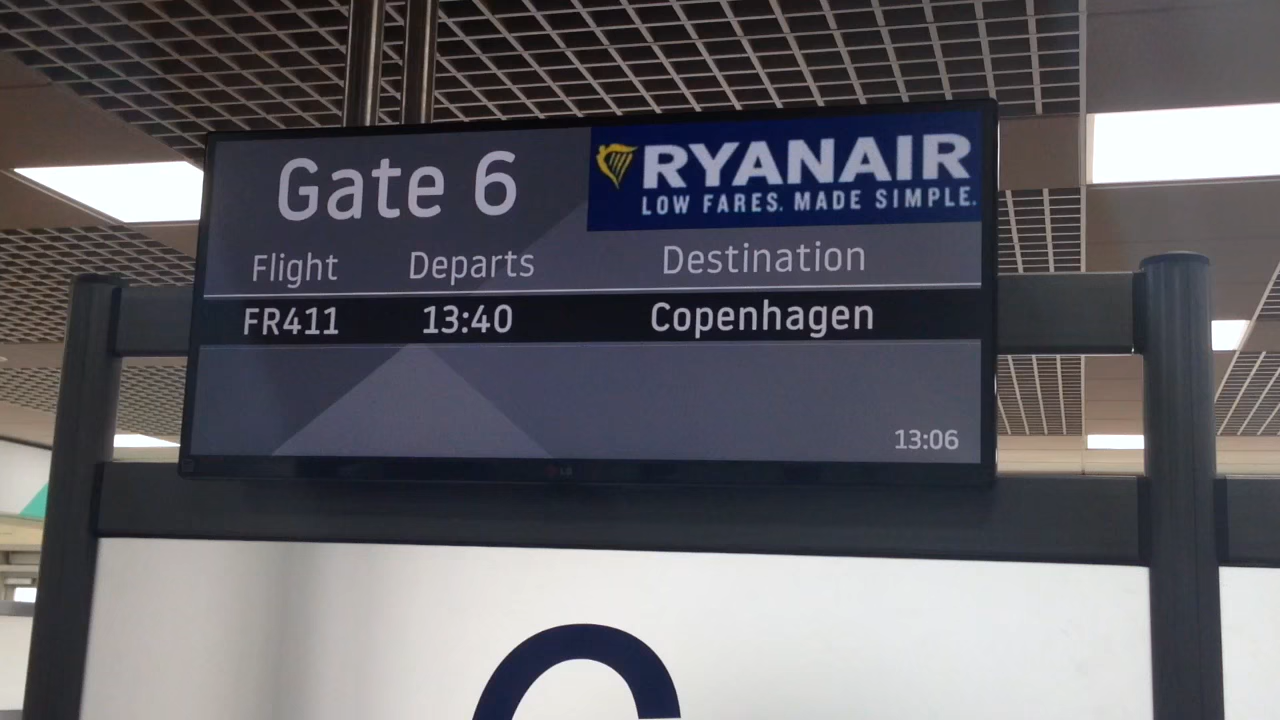 Gate 6
RYANAIR
LOW FARES. MADE SIMPLE.
Flight Departs Destination
FR411 13:40 Copenhagen
13:06
LG